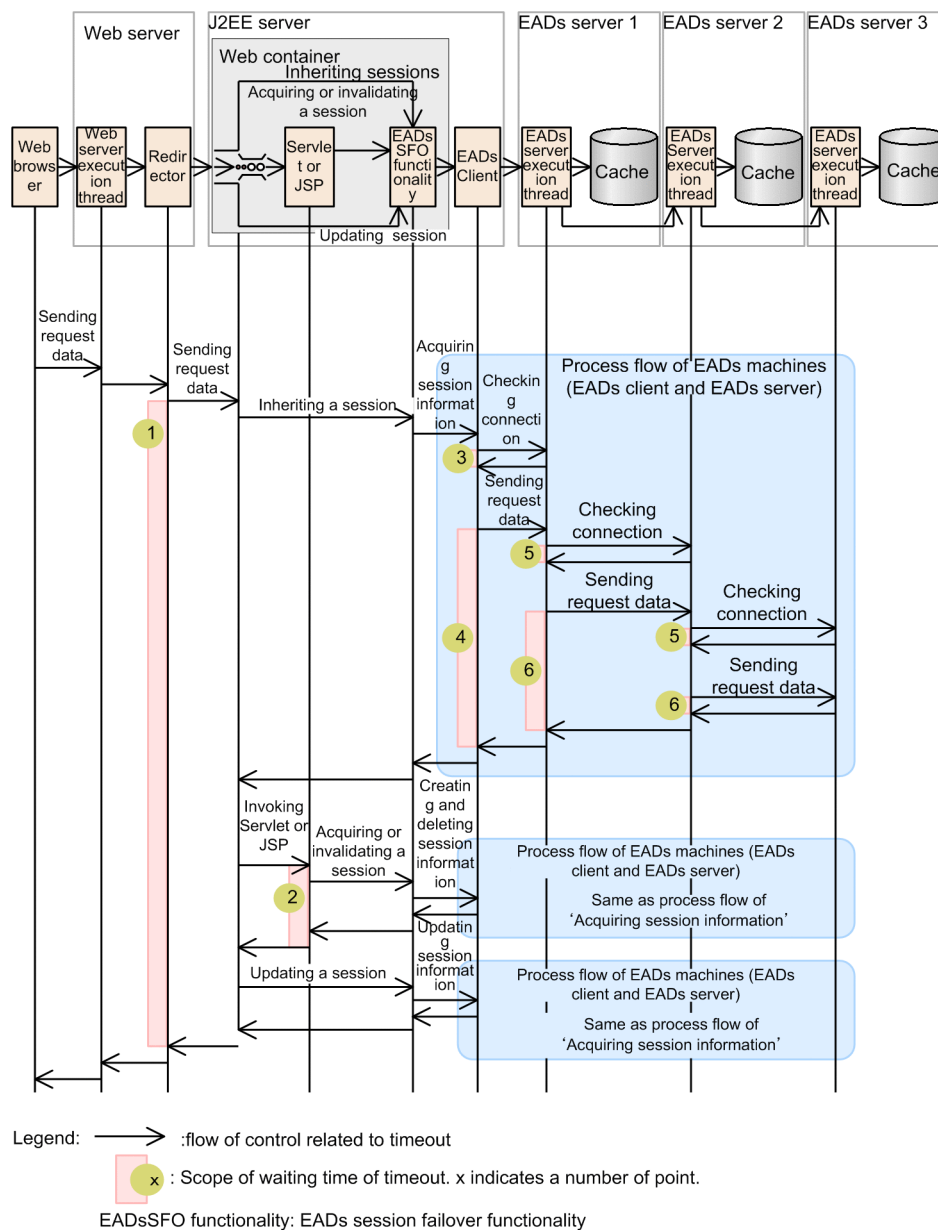 Web server
J2EE server
EADs server 1
EADs server 2
EADs server 3
Web container
Inheriting sessions
Acquiring or invalidating
a session
Web
brows
er
Web
server
execut
ion
thread
Redir
ector
Servle
t or
JSP
EADs
SFO
functi
onalit
y
EADs
Client
EADs
server
execut
ion
thread
Cache
EADs
Server
execut
ion
thread
Cache
EADs
server
execut
ion
thread
Cache
Updating session
Sending
request
data
Sending
request
data
Inheriting a session
Acquirin
g
session
informa
tion
Process flow of EADs machines
(EADs client and EADs server)
Checkin
g
connecti
on
1
3
Sending
request
data
Checking
connection
5
Sending
request data
Checking
connection
4
6
5
Sending
request data
6
Invoking
Servlet or
JSP
Acquiring or
invalidating a
session
Creatin
g and
deleting
session
informa
tion
2
Process flow of EADs machines (EADs
client and EADs server)
Same as process flow of
‘Acquiring session information’
Updating a session
Updatin
g
session
informa
tion
Process flow of EADs machines (EADs
client and EADs server)
Same as process flow of
‘Acquiring session information’
Legend:
:flow of control related to timeout
x
: Scope of waiting time of timeout. x indicates a number of point.
EADsSFO functionality: EADs session failover functionality